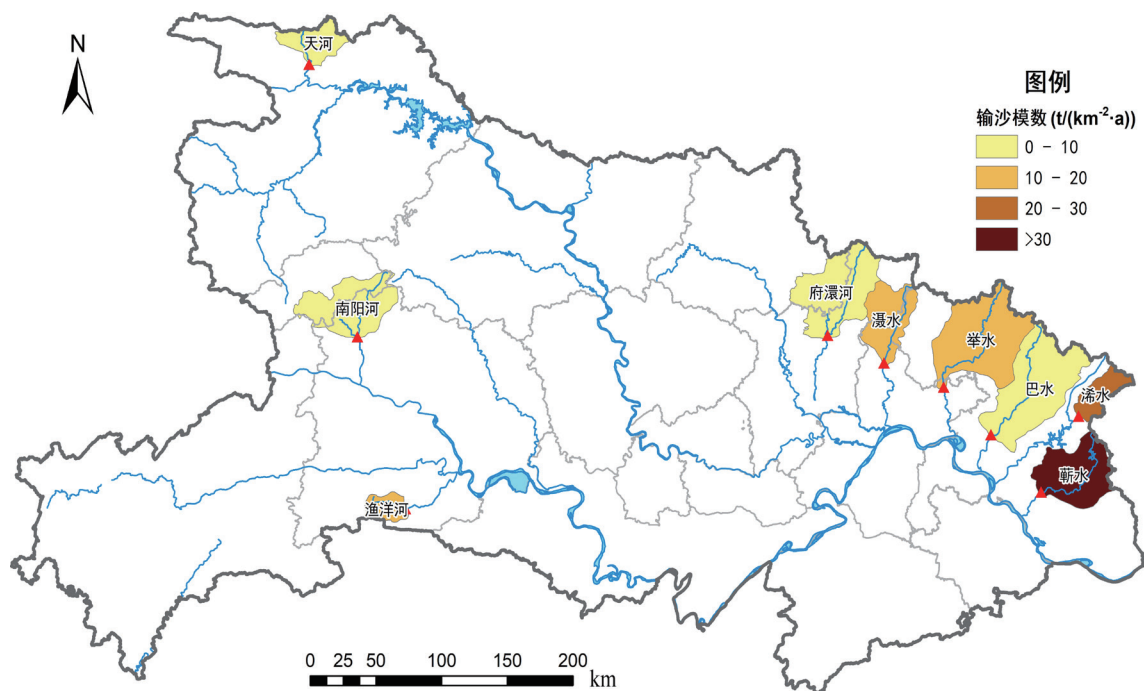 N
天河
图例
输沙模数 (t/(km⁻²·a))
0 - 10
10 - 20
20 - 30
>30
南阳河
府澴河
滠水
举水
巴水
浠水
蕲水
渔洋河
0 25 50 100 150 200
km